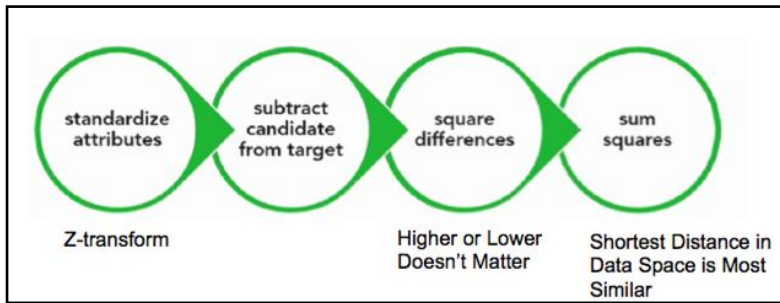 standardize
attributes
subtract
candidate
from target
square
differences
sum
squares
Z-transform
Higher or Lower
Doesn't Matter
Shortest Distance in
Data Space is Most
Similar